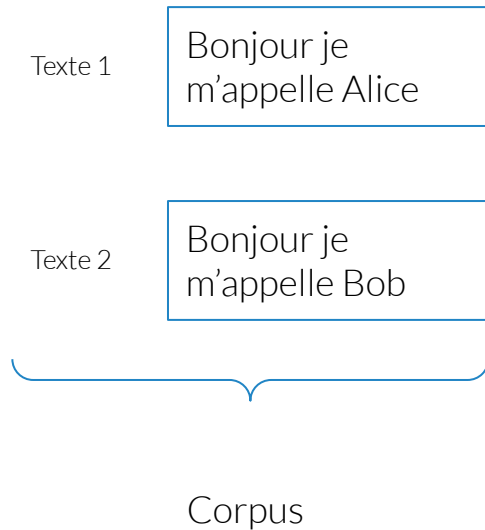 Texte 1
Bonjour je
m’appelle Alice
Texte 2
Bonjour je
m’appelle Bob
Corpus